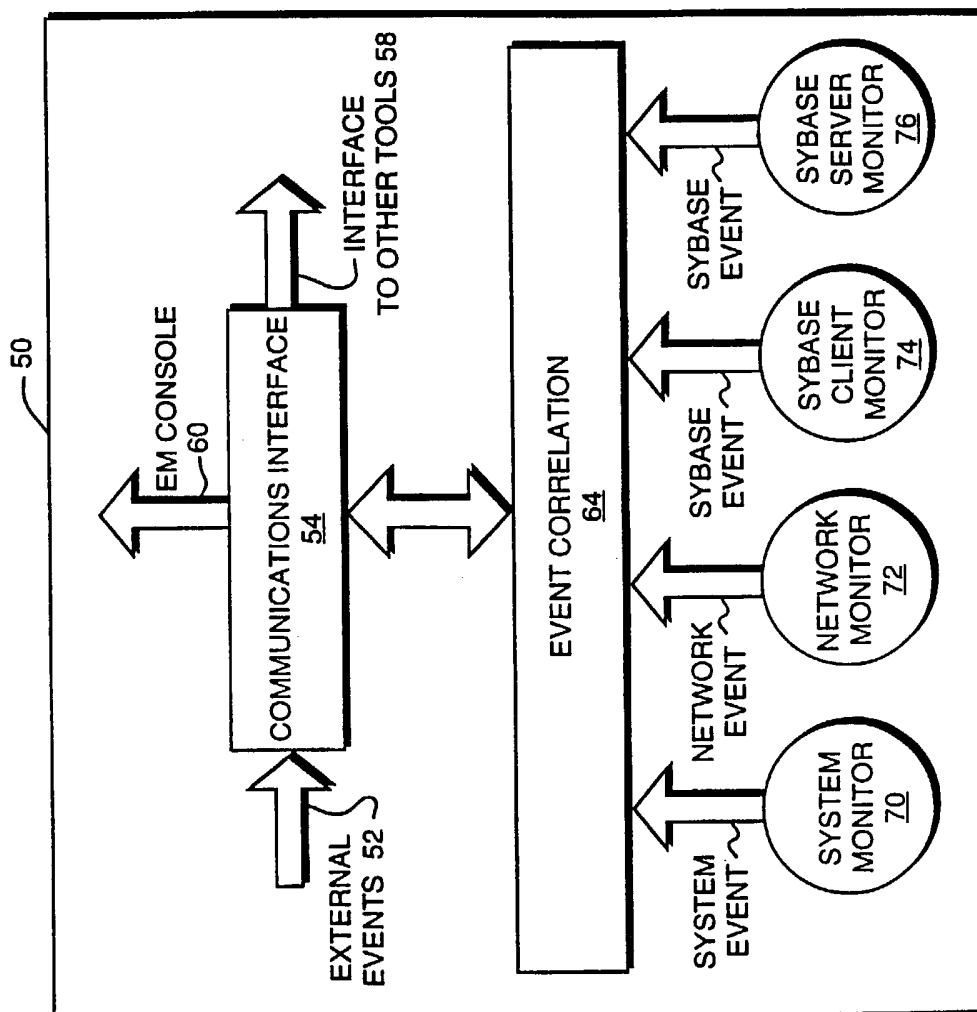 50
EM CONSOLE
60
COMMUNICATIONS INTERFACE
54
INTERFACE
TO OTHER TOOLS 58
EXTERNAL
EVENTS 52
EVENT CORRELATION
64
SYSTEM
EVENT
NETWORK
EVENT
SYBASE
EVENT
SYBASE
EVENT
SYSTEM
MONITOR
70
NETWORK
MONITOR
72
SYBASE
CLIENT
MONITOR
74
SYBASE
SERVER
MONITOR
76